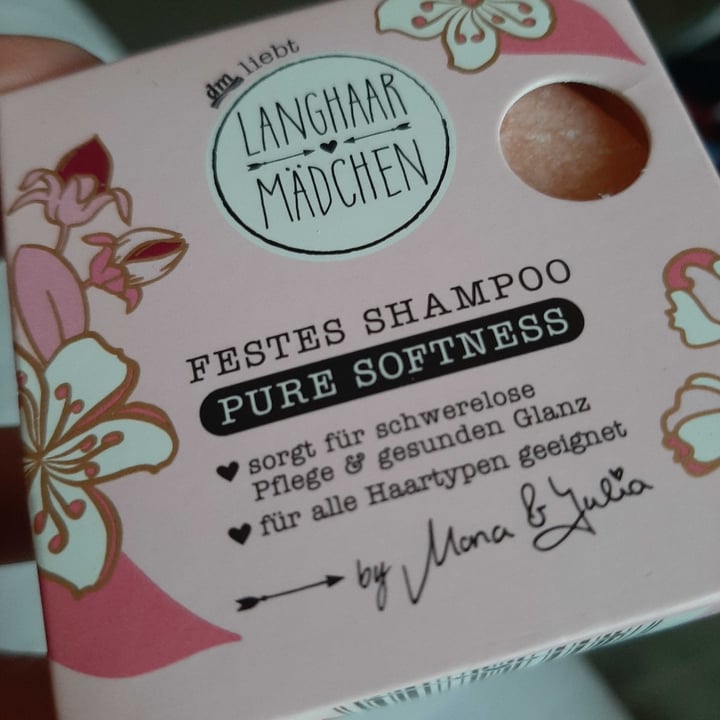 dm liebt
LANGHAAR
MÄDCHEN
FESTES SHAMPOO
PURE SOFTNESS
sorgt für schwerelose
Pflege & gesunden Glanz
für alle Haartypen geeignet
by Mona & Julia